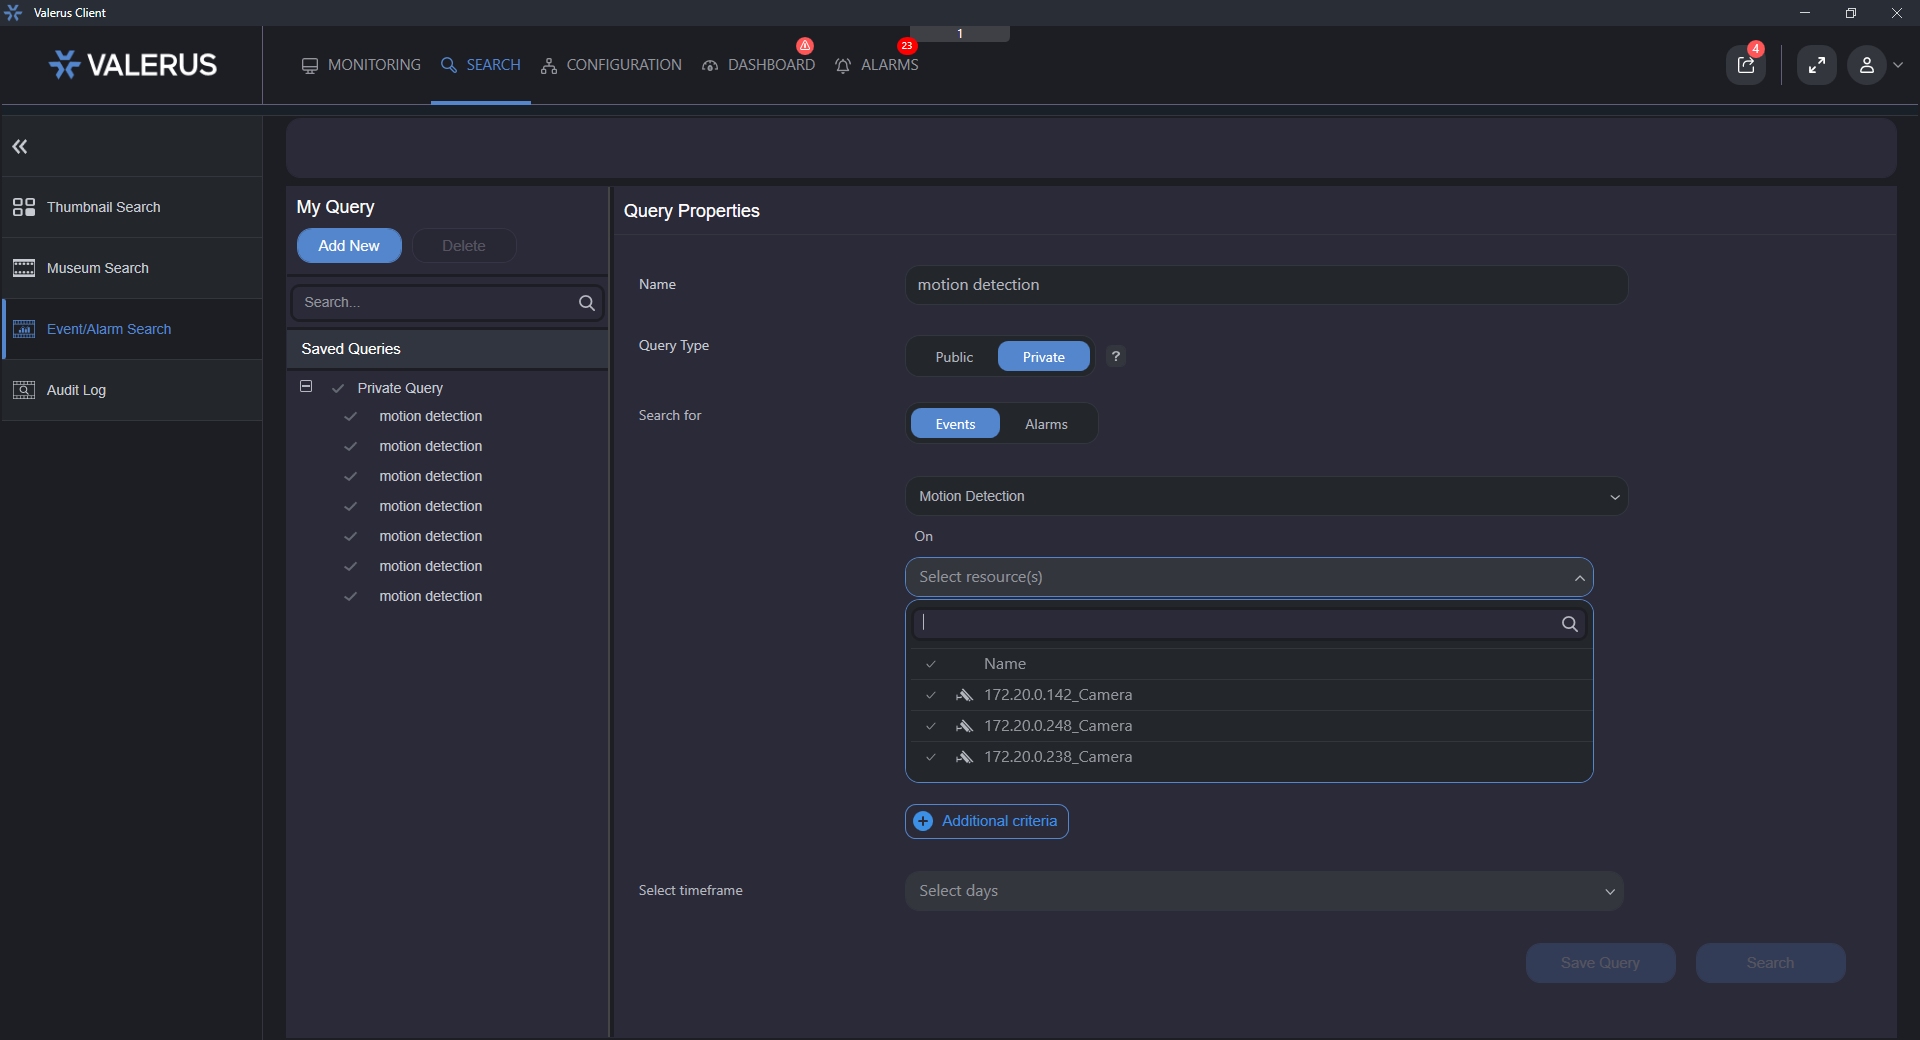 Valerus Client
1
VALERUS
MONITORING
SEARCH
CONFIGURATION
DASHBOARD
23
ALARMS
4
Thumbnail Search
Museum Search
Event/Alarm Search
Audit Log
My Query
Add New
Delete
Search...
Saved Queries
Private Query
motion detection
motion detection
motion detection
motion detection
motion detection
motion detection
motion detection
Query Properties
Name
motion detection
Query Type
Public
Private
?
Search for
Events
Alarms
Motion Detection
On
Select resource(s)
Name
172.20.0.142_Camera
172.20.0.248_Camera
172.20.0.238_Camera
Additional criteria
Select timeframe
Select days
Save Query
Search